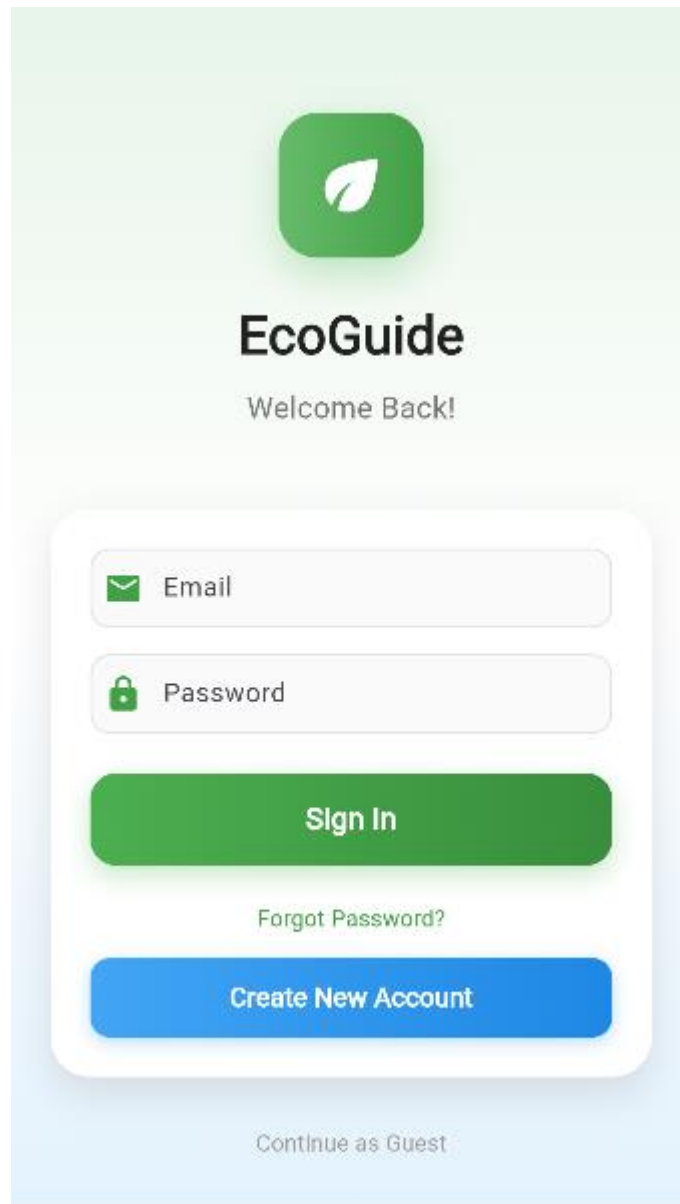 EcoGuide
Welcome Back!
Email
Password
Sign In
Forgot Password?
Create New Account
Continue as Guest